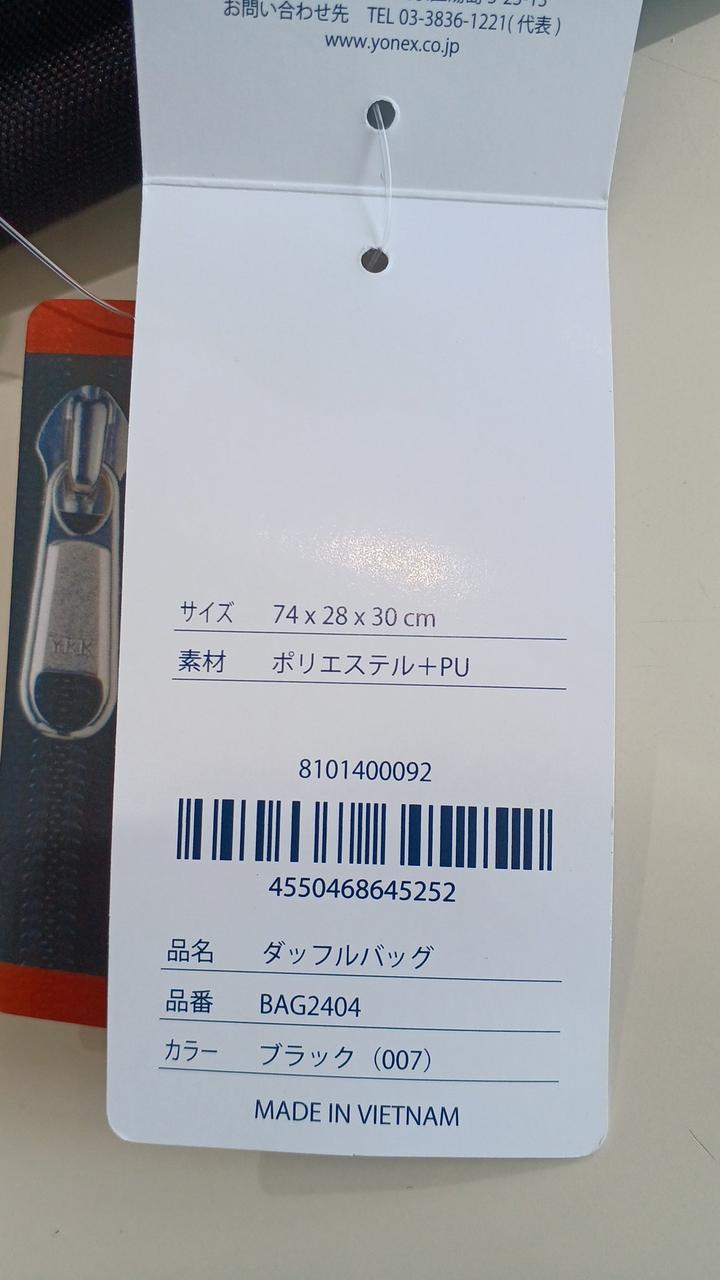 お問い合わせ先 TEL 03-3836-1221(代表)
www.yonex.co.jp
サイズ 74 x 28 x 30 cm
素材 ポリエステル＋PU
8101400092
4550468645252
品名 ダッフルバッグ
品番 BAG2404
カラー ブラック（007）
MADE IN VIETNAM
YKK